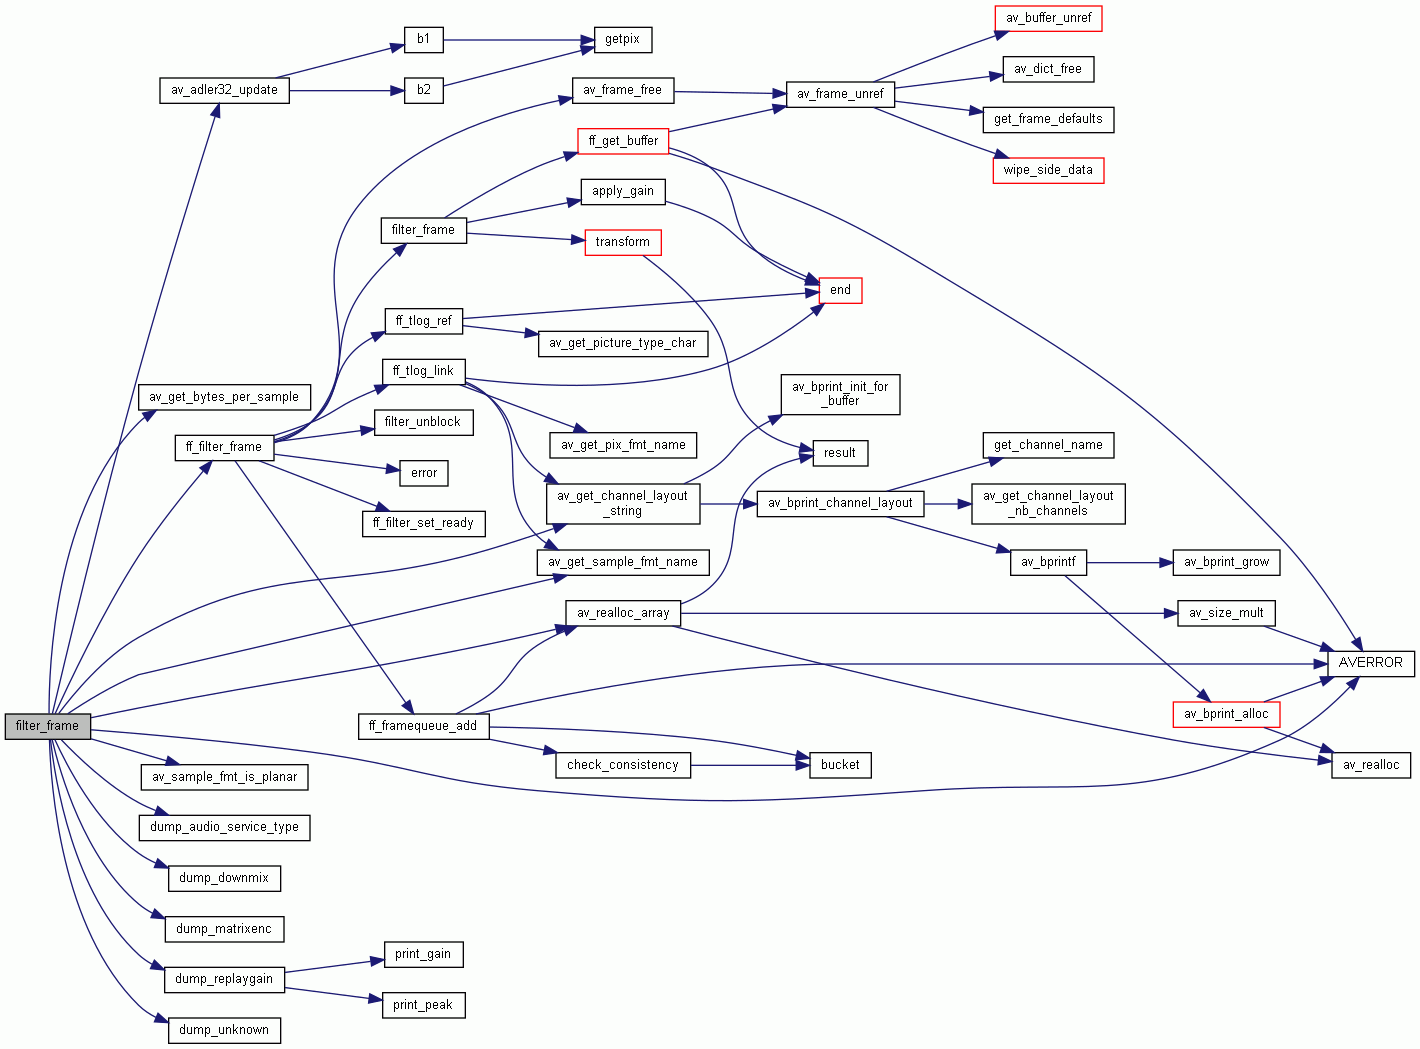 av_buffer_unref
b1
getpix
av_dict_free
av_adler32_update
b2
av_frame_free
av_frame_unref
get_frame_defaults
ff_get_buffer
wipe_side_data
apply_gain
filter_frame
transform
end
ff_tlog_ref
av_get_picture_type_char
ff_tlog_link
av_bprint_init_for
_buffer
av_get_bytes_per_sample
filter_unblock
ff_filter_frame
av_get_pix_fmt_name
get_channel_name
result
error
av_get_channel_layout
_string
av_bprint_channel_layout
av_get_channel_layout
_nb_channels
ff_filter_set_ready
av_get_sample_fmt_name
av_bprintf
av_bprint_grow
av_realloc_array
av_size_mult
AVERROR
filter_frame
ff_framequeue_add
av_bprint_alloc
av_sample_fmt_is_planar
check_consistency
bucket
av_realloc
dump_audio_service_type
dump_downmix
dump_matrixenc
print_gain
dump_replaygain
print_peak
dump_unknown